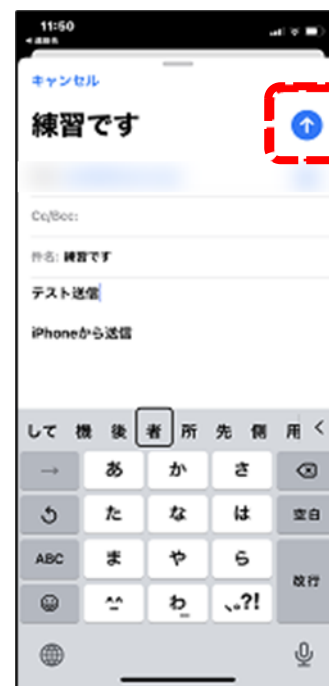 11:50
キャンセル
練習です
Cc/Bcc:
件名: 練習です
テスト送信
iPhoneから送信
して 機 後 者 所 先 側 用
→ あ か さ
た な は 空白
ABC ま や ら
改行
^^ わ 、。?!